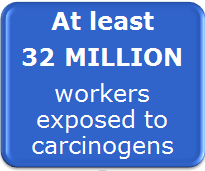 At least
32 MILLION
workers
exposed to
carcinogens